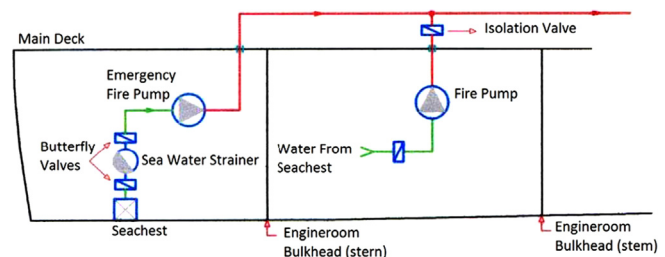 Isolation Valve
Main Deck
Emergency
Fire Pump
Fire Pump
Butterfly
Valves
Sea Water Strainer
Water From
Seachest
Seachest
Engineroom
Bulkhead (stern)
Engineroom
Bulkhead (stem)